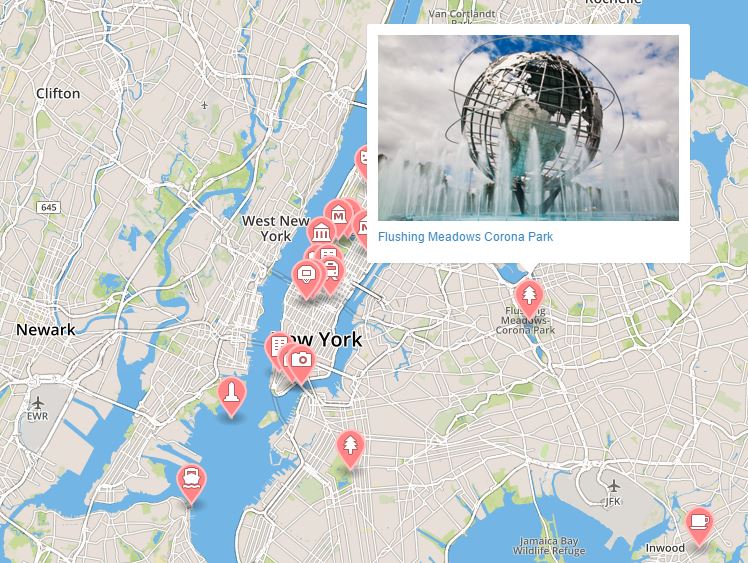 Rochelle
Van Cortlandt
Park
Clifton
645
West New
York
Flushing Meadows Corona Park
Flushing
Meadows-
Corona Park
Newark
New York
EWR
JFK
Jamaica Bay
Wildlife Refuge
Inwood